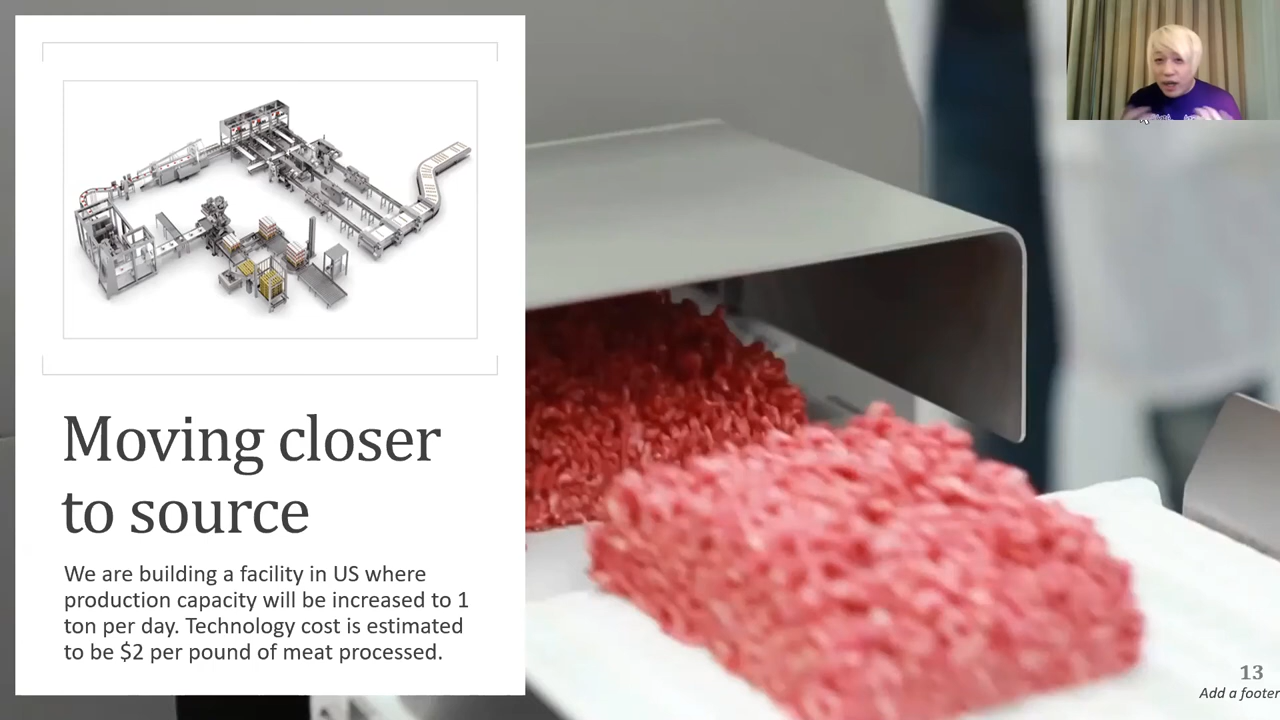 Moving closer
to source
We are building a facility in US where
production capacity will be increased to 1
ton per day. Technology cost is estimated
to be $2 per pound of meat processed.
13
Add a footer